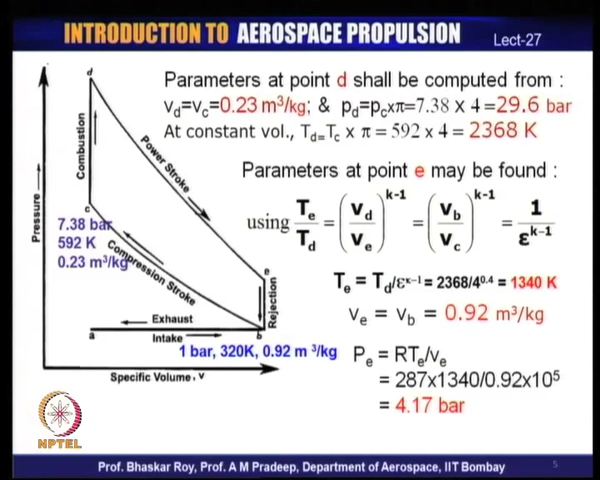 INTRODUCTION TO AEROSPACE PROPULSION
Lect-27
Parameters at point d shall be computed from :
v_d=v_c=0.23 m³/kg; & p_d=p_c×π=7.38 X 4=29.6 bar
At constant vol., T_d=T_c x π = 592 x 4 = 2368 K
Parameters at point e may be found :
using T_e/T_d = (v_d/v_e)^(k-1) = (v_b/v_c)^(k-1) = 1/ε^(k-1)
T_e = T_d/ε^(κ-1) = 2368/4^0.4 = 1340 K
v_e = v_b = 0.92 m³/kg
P_e = RT_e/v_e
= 287x1340/0.92x10⁵
= 4.17 bar
Pressure
d
Combustion
Power Stroke
c
7.38 bar
592 K
0.23 m³/kg
Compression Stroke
e
Rejection
Exhaust
a
Intake
b
1 bar, 320K, 0.92 m ³/kg
Specific Volume, v
NPTEL
Prof. Bhaskar Roy, Prof. A M Pradeep, Department of Aerospace, IIT Bombay
5